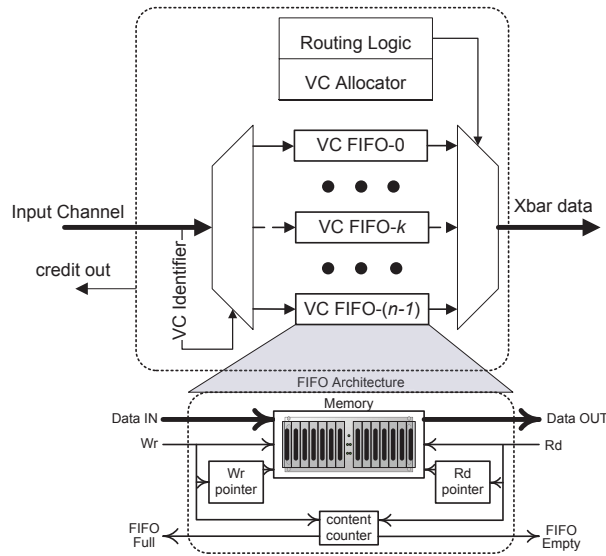 Routing Logic
VC Allocator
VC FIFO-0
Input Channel
VC FIFO-k
Xbar data
VC Identifier
credit out
VC FIFO-(n-1)
FIFO Architecture
Memory
Data IN
Data OUT
Wr
Rd
Wr
pointer
Rd
pointer
FIFO
Full
content
counter
FIFO
Empty